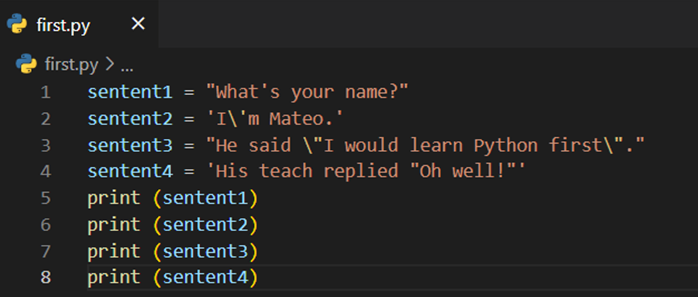 first.py ×
first.py > ...
1 sentent1 = "What's your name?"
2 sentent2 = 'I\'m Mateo.'
3 sentent3 = "He said \"I would learn Python first\"."
4 sentent4 = 'His teach replied "Oh well!"'
5 print (sentent1)
6 print (sentent2)
7 print (sentent3)
8 print (sentent4)